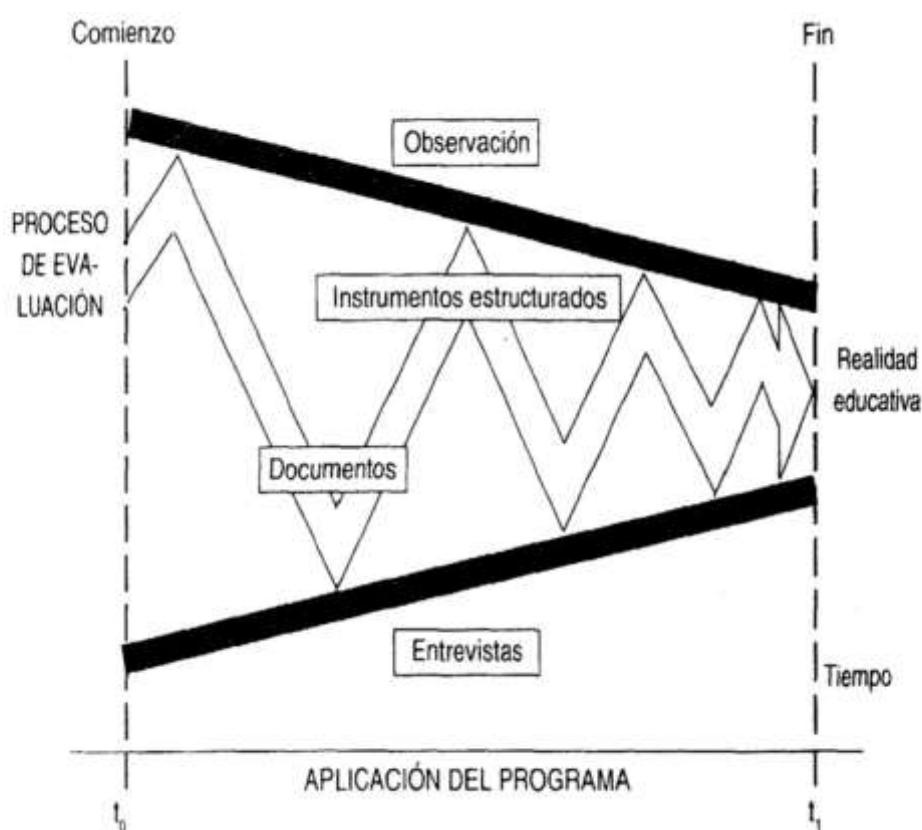 Comienzo
Fin
Observación
PROCESO
DE EVA-
LUACIÓN
Instrumentos estructurados
Realidad
educativa
Documentos
Entrevistas
Tiempo
APLICACIÓN DEL PROGRAMA
t₀
t₁